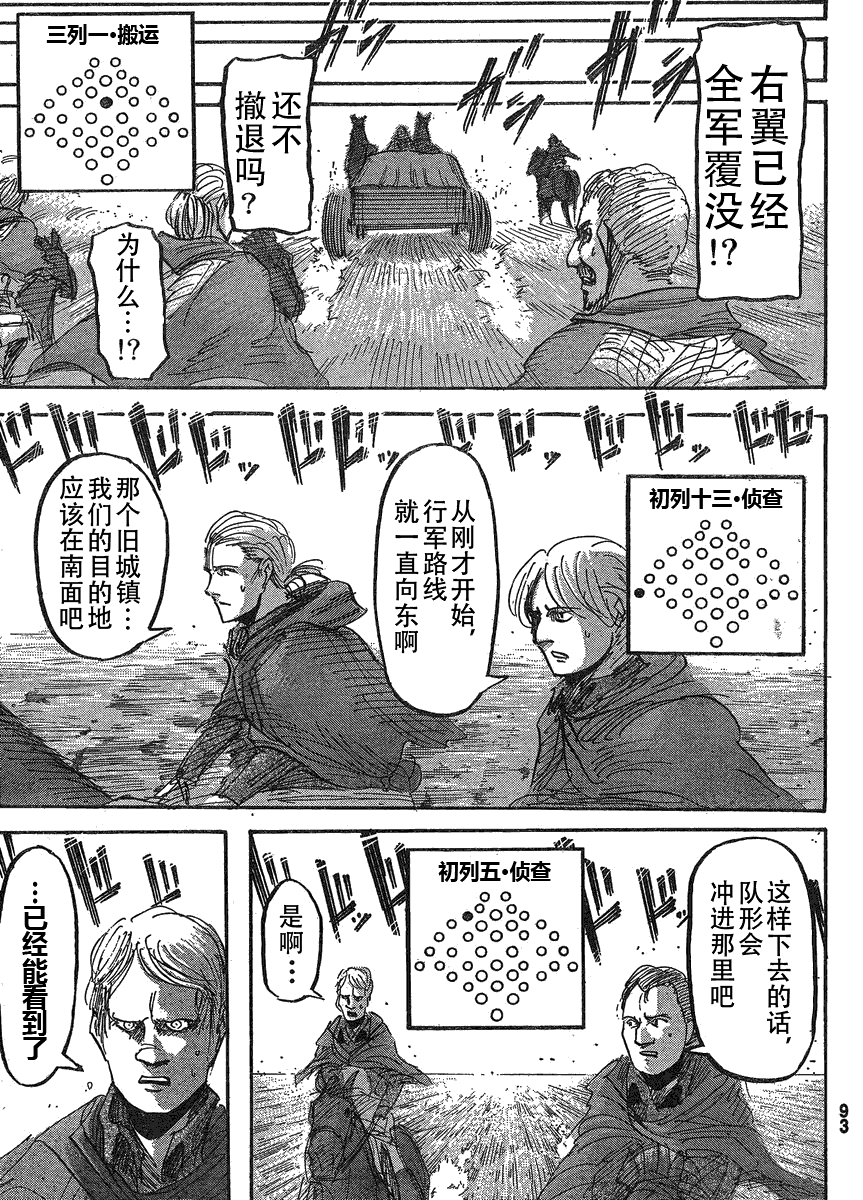 右翼已经
全军覆没
!?
还不
撤退吗?
三列一·搬运
为什么…!?
初列十三·侦查
从刚才开始,
行军路线
就一直向东啊
那个旧城镇…
我们的目的地
应该在南面吧
这样下去的话,
队形会
冲进那里吧
初列五·侦查
是啊…
…已经能看到了
93